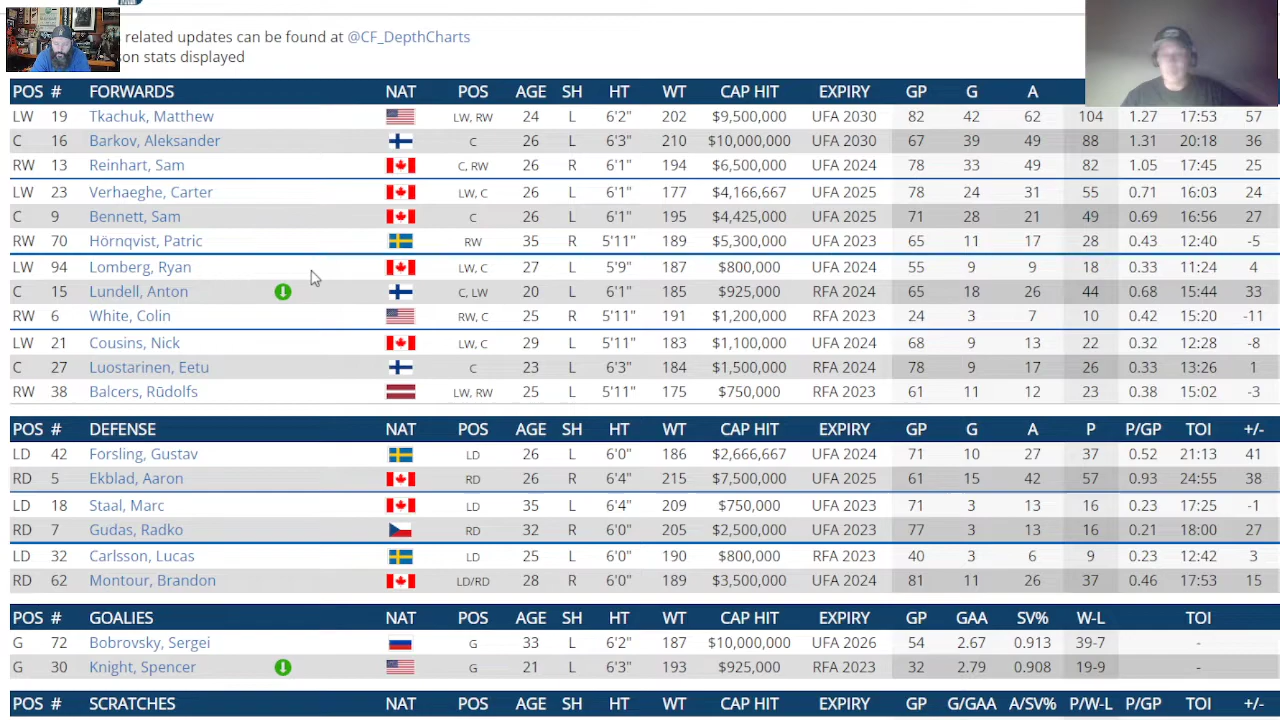 related updates can be found at @CF_DepthCharts
on stats displayed
POS # FORWARDS NAT POS AGE SH HT WT CAP HIT EXPIRY GP G A
LW 19 Tkachuk, Matthew LW, RW 24 L 6'2" 202 $9,500,000 UFA 2030 82 42 62 104 1.27 17:53 57
C 16 Barkov, Aleksander C 26 L 6'3" 210 $10,000,000 UFA 2030 67 39 49 88 1.31 20:18 36
RW 13 Reinhart, Sam C, RW 26 R 6'1" 194 $6,500,000 UFA 2024 78 33 49 82 1.05 17:45 25
LW 23 Verhaeghe, Carter LW, C 26 L 6'1" 177 $4,166,667 UFA 2025 78 24 31 55 0.71 16:03 24
C 9 Bennett, Sam C 26 L 6'1" 195 $4,425,000 UFA 2025 71 28 21 49 0.69 16:56 27
RW 70 Hörnqvist, Patric RW 35 R 5'11" 189 $5,300,000 UFA 2023 65 11 17 28 0.43 12:40 -5
LW 94 Lomberg, Ryan LW, C 27 L 5'9" 187 $800,000 UFA 2024 55 9 9 18 0.33 11:24 4
C 15 Lundell, Anton C, LW 20 L 6'1" 185 $925,000 RFA 2024 65 18 26 44 0.68 15:44 33
RW 6 White, Colin RW, C 25 R 5'11" 191 $1,200,000 RFA 2023 24 3 7 0.42 15:20 -11
LW 21 Cousins, Nick LW, C 29 L 5'11" 183 $1,100,000 UFA 2024 68 9 13 22 0.32 12:28 -8
C 27 Luostarinen, Eetu C 23 L 6'3" 184 $1,500,000 RFA 2024 78 9 17 26 0.33 13:26 1
RW 38 Balcers, Rūdolfs LW, RW 25 L 5'11" 175 $750,000 RFA 2023 61 11 12 23 0.38 15:02 -3
POS # DEFENSE NAT POS AGE SH HT WT CAP HIT EXPIRY GP G A P P/GP TOI +/-
LD 42 Forsling, Gustav LD 26 L 6'0" 186 $2,666,667 UFA 2024 71 10 27 37 0.52 21:13 41
RD 5 Ekblad, Aaron RD 26 R 6'4" 215 $7,500,000 UFA 2025 61 15 42 57 0.93 24:55 38
LD 18 Staal, Marc LD 35 L 6'4" 209 $750,000 UFA 2023 71 3 13 16 0.23 17:25 -1
RD 7 Gudas, Radko RD 32 R 6'0" 205 $2,500,000 UFA 2023 77 3 13 16 0.21 18:00 27
LD 32 Carlsson, Lucas LD 25 L 6'0" 190 $800,000 RFA 2023 40 3 6 9 0.23 12:42 3
RD 62 Montour, Brandon LD/RD 28 R 6'0" 189 $3,500,000 UFA 2024 81 11 26 37 0.46 17:53 15
POS # GOALIES NAT POS AGE SH HT WT CAP HIT EXPIRY GP GAA SV% W-L TOI
G 72 Bobrovsky, Sergei G 33 L 6'2" 187 $10,000,000 UFA 2026 54 2.67 0.913 39-7 -
G 30 Knight, Spencer G 21 L 6'3" 193 $925,000 RFA 2023 32 2.79 0.908 19-9 -
POS # SCRATCHES NAT POS AGE SH HT WT CAP HIT EXPIRY GP G/GAA A/SV% P/W-L P/GP TOI +/-